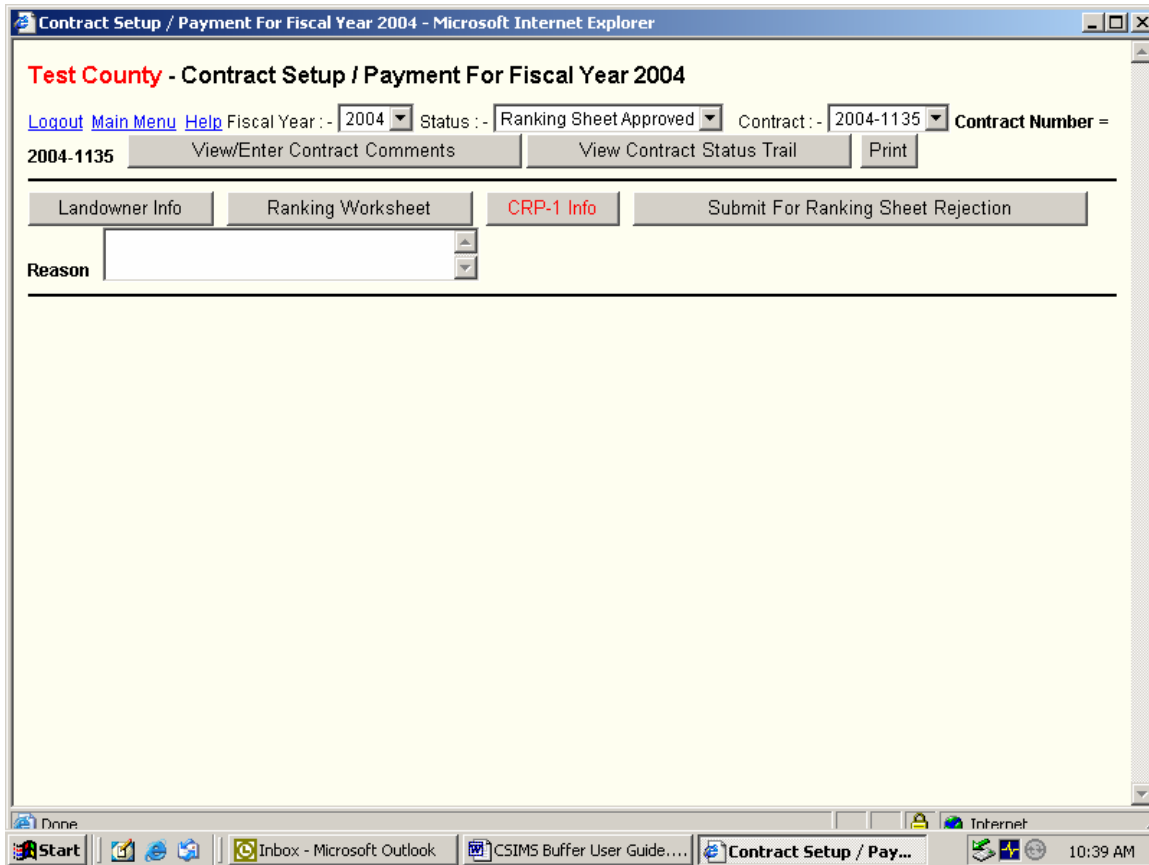 Contract Setup / Payment For Fiscal Year 2004 - Microsoft Internet Explorer
Test County - Contract Setup / Payment For Fiscal Year 2004
Logout Main Menu Help Fiscal Year : - 2004 Status : - Ranking Sheet Approved Contract : - 2004-1135 Contract Number =
2004-1135 View/Enter Contract Comments View Contract Status Trail Print
Landowner Info Ranking Worksheet CRP-1 Info Submit For Ranking Sheet Rejection
Reason
Done Internet
Start Inbox - Microsoft Outlook CSIMS Buffer User Guide.... Contract Setup / Pay... 10:39 AM